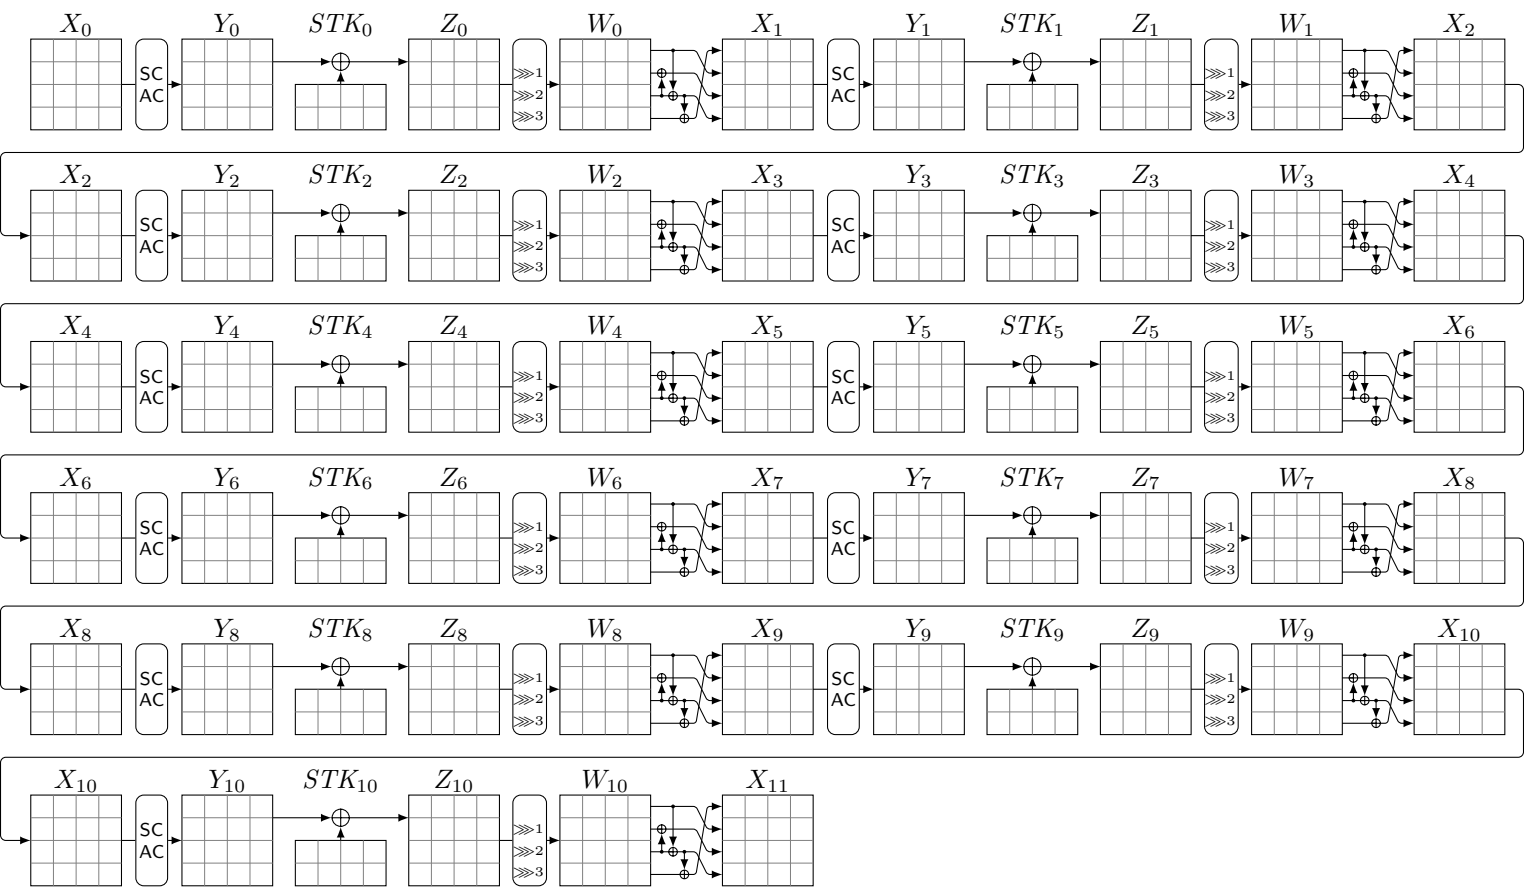 X₀ Y₀ STK₀ Z₀ W₀ X₁ Y₁ STK₁ Z₁ W₁ X₂
SC ⋙1 SC ⋙1
AC ⋙2 AC ⋙2
⋙3 ⋙3
X₂ Y₂ STK₂ Z₂ W₂ X₃ Y₃ STK₃ Z₃ W₃ X₄
SC ⋙1 SC ⋙1
AC ⋙2 AC ⋙2
⋙3 ⋙3
X₄ Y₄ STK₄ Z₄ W₄ X₅ Y₅ STK₅ Z₅ W₅ X₆
SC ⋙1 SC ⋙1
AC ⋙2 AC ⋙2
⋙3 ⋙3
X₆ Y₆ STK₆ Z₆ W₆ X₇ Y₇ STK₇ Z₇ W₇ X₈
SC ⋙1 SC ⋙1
AC ⋙2 AC ⋙2
⋙3 ⋙3
X₈ Y₈ STK₈ Z₈ W₈ X₉ Y₉ STK₉ Z₉ W₉ X₁₀
SC ⋙1 SC ⋙1
AC ⋙2 AC ⋙2
⋙3 ⋙3
X₁₀ Y₁₀ STK₁₀ Z₁₀ W₁₀ X₁₁
SC ⋙1
AC ⋙2
⋙3